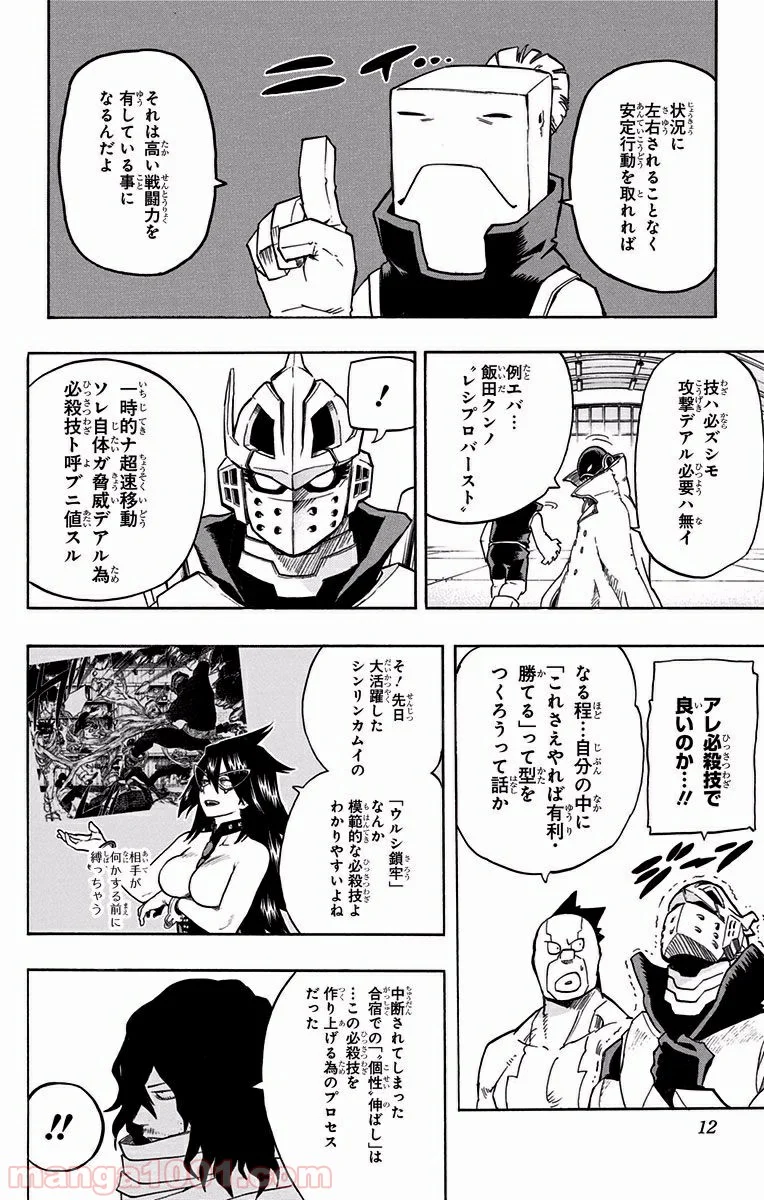 状況に
左右されることなく
安定行動を取れれば
それは高い戦闘力を
有している事に
なるんだよ
技ハ必ズシモ
攻撃デアル必要ハ無イ
例エバ…
飯田クンノ
〝レシプロバースト〟
！
一時的ナ超速移動
ソレ自体ガ脅威デアル為
必殺技ト呼ブニ値スル
アレ必殺技で
良いのか…!!
なる程…自分の中に
「これさえやれば有利・
勝てる」って型を
つくろうって話か
そ！先日
大活躍した
シンリンカムイの
「ウルシ鎖牢」
なんか
模範的な必殺技よ
わかりやすいよね
相手が
何かする前に
縛っちゃう
中断されてしまった
合宿での「〝個性〟伸ばし」は
…この必殺技を
作り上げる為のプロセス
だった
!!
12
manga1001.com